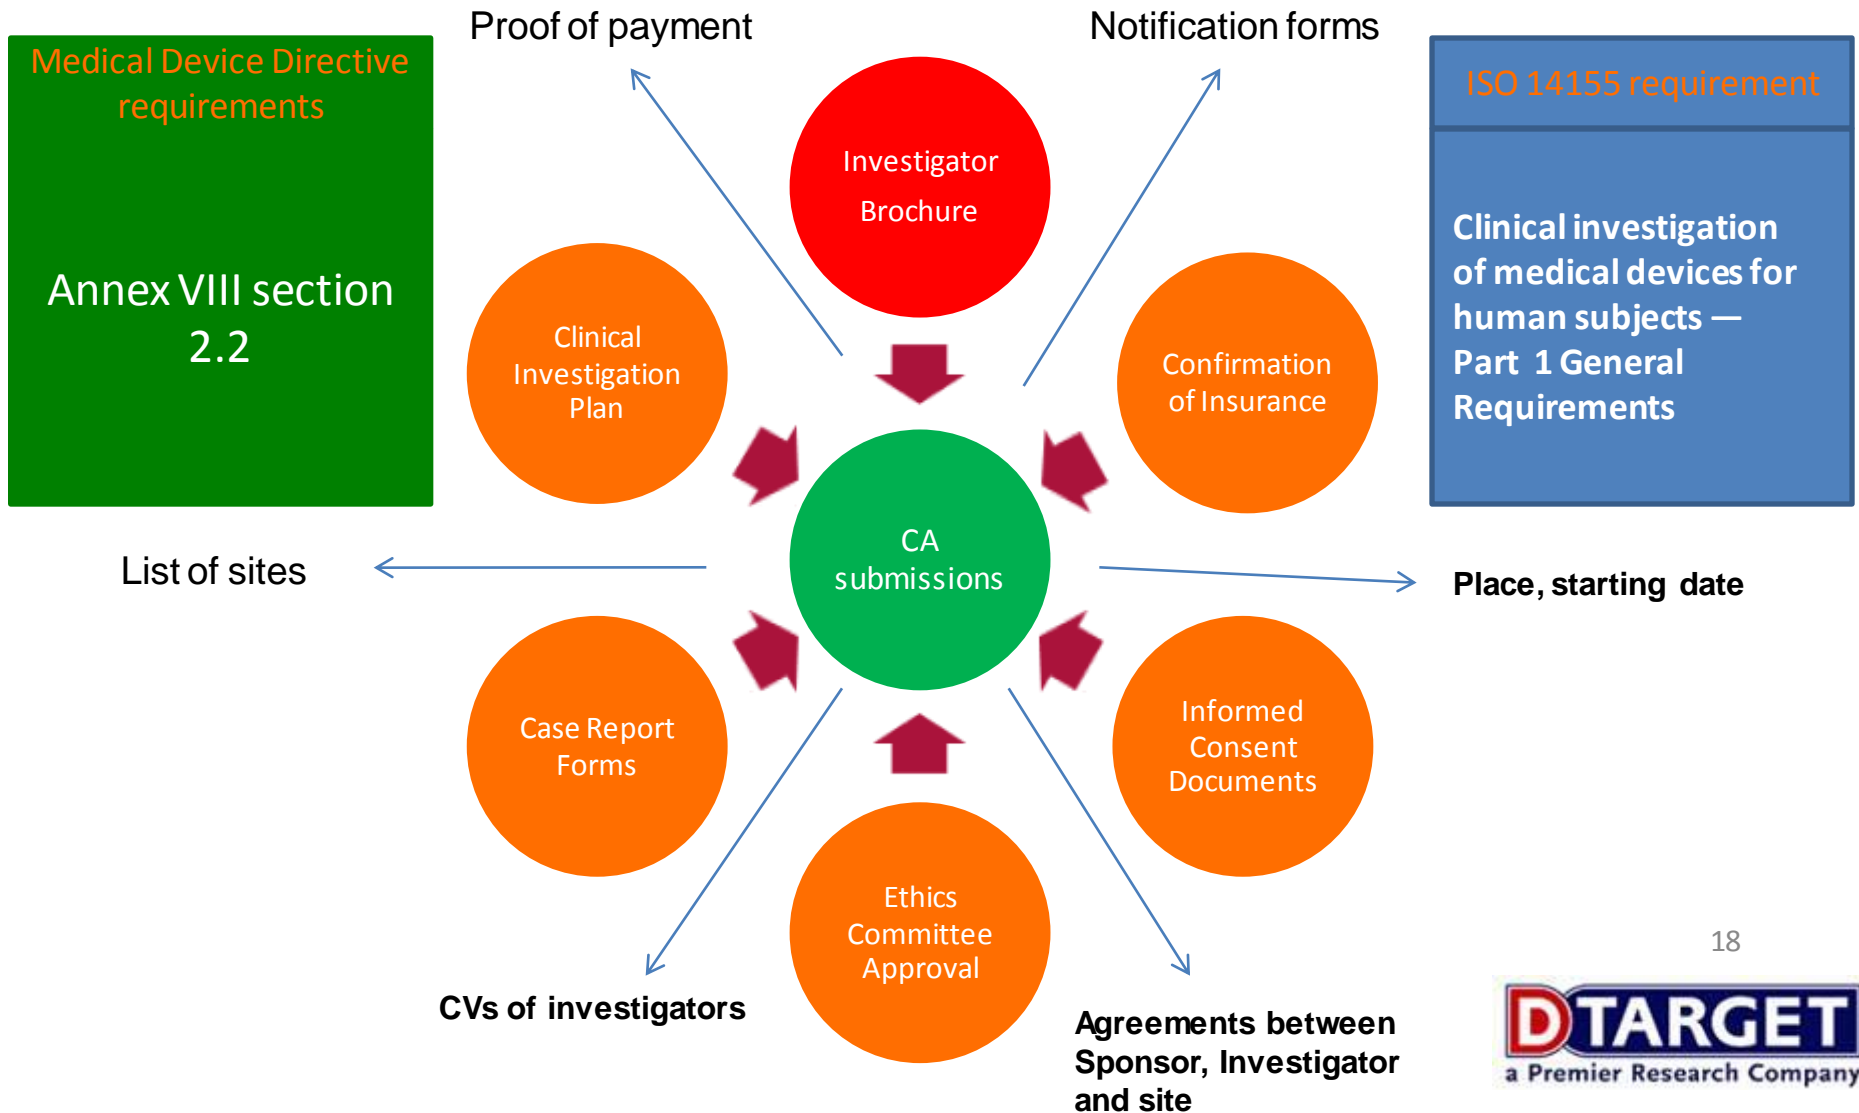 Proof of payment
Notification forms
Medical Device Directive
requirements
Annex VIII section
2.2
ISO 14155 requirement
Clinical investigation
of medical devices for
human subjects —
Part 1 General
Requirements
Investigator
Brochure
Clinical
Investigation
Plan
Confirmation
of Insurance
CA
submissions
List of sites
Place, starting date
Case Report
Forms
Informed
Consent
Documents
Ethics
Committee
Approval
CVs of investigators
Agreements between
Sponsor, Investigator
and site
18
DTARGET
a Premier Research Company